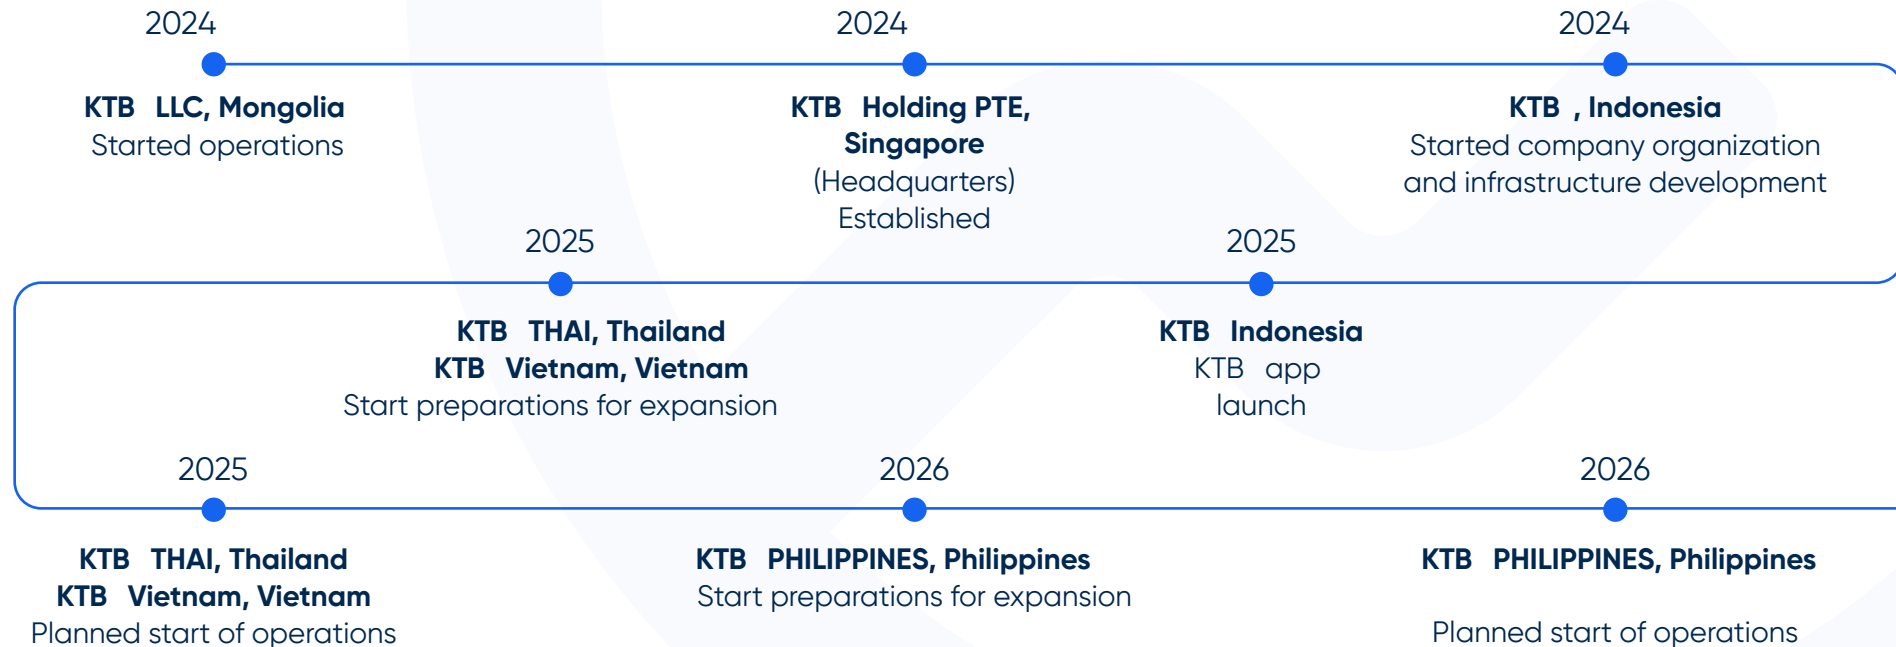 2024
KTB LLC, Mongolia
Started operations
2024
KTB Holding PTE,
Singapore
(Headquarters)
Established
2024
KTB , Indonesia
Started company organization
and infrastructure development
2025
KTB THAI, Thailand
KTB Vietnam, Vietnam
Start preparations for expansion
2025
KTB Indonesia
KTB app
launch
2025
KTB THAI, Thailand
KTB Vietnam, Vietnam
Planned start of operations
2026
KTB PHILIPPINES, Philippines
Start preparations for expansion
2026
KTB PHILIPPINES, Philippines
Planned start of operations